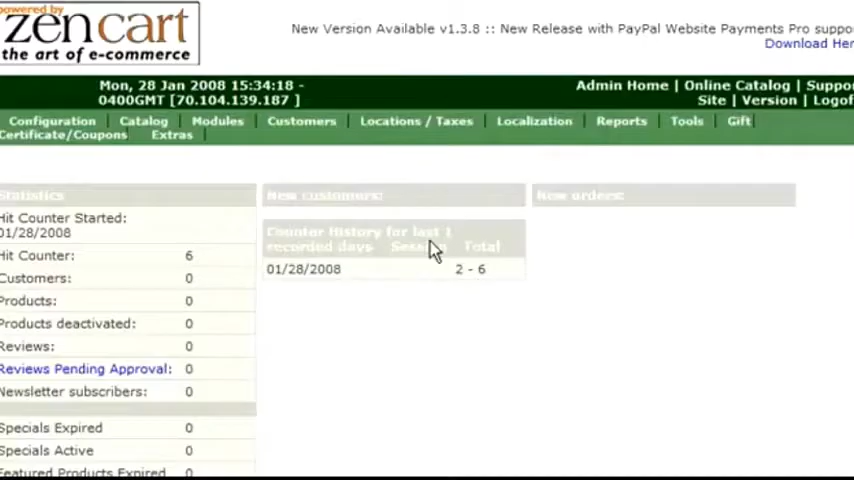 powered by
zencart
the art of e-commerce
New Version Available v1.3.8 :: New Release with PayPal Website Payments Pro suppo
Download Her
Mon, 28 Jan 2008 15:34:18 -
0400GMT [70.104.139.187 ]
Admin Home | Online Catalog | Suppo
Site | Version | Logof
Configuration | Catalog | Modules | Customers | Locations / Taxes | Localization | Reports | Tools | Gift
Certificate/Coupons Extras |
Statistics
Hit Counter Started:
01/28/2008
Hit Counter: 6
Customers: 0
Products: 0
Products deactivated: 0
Reviews: 0
Reviews Pending Approval: 0
Newsletter subscribers: 0
Specials Expired 0
Specials Active 0
Featured Products Expired 0
New customers:
Counter History for last 1
recorded days Total
01/28/2008 2 - 6
New orders: